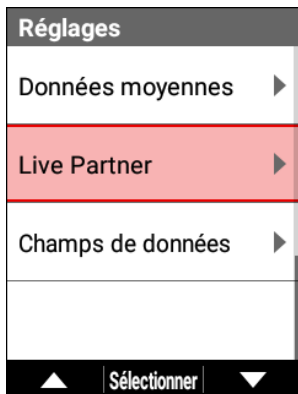 Réglages
Données moyennes
Live Partner
Champs de données
Sélectionner